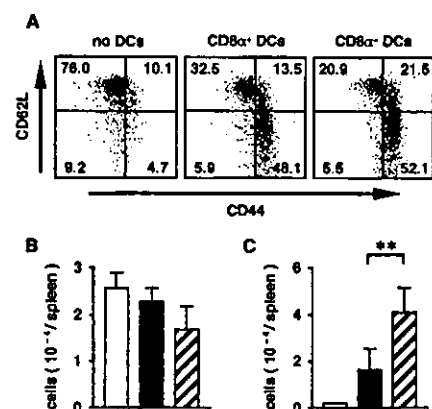 A
no DCs CD8α⁺ DCs CD8α⁻ DCs
76.0 10.1 32.5 13.5 20.9 21.5
CD62L
9.2 4.7 5.9 48.1 5.5 52.1
CD44
B C
cells ( 10⁻⁴/ spleen ) 3 2 1 0
cells ( 10⁻⁴/ spleen ) 6 4 2 0
**